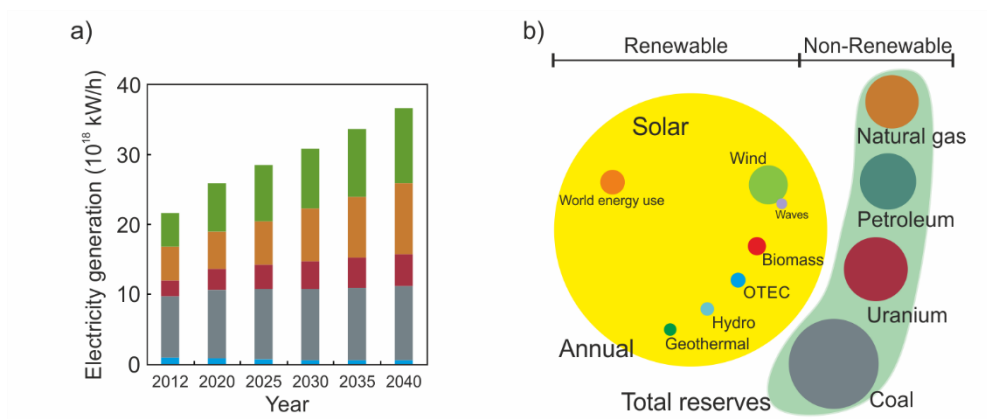 a)
Electricity generation (10¹⁸ kW/h)
40
30
20
10
0
2012 2020 2025 2030 2035 2040
Year
b)
Renewable
Non-Renewable
Solar
Wind
World energy use
Waves
Biomass
OTEC
Hydro
Geothermal
Annual
Natural gas
Petroleum
Uranium
Total reserves
Coal